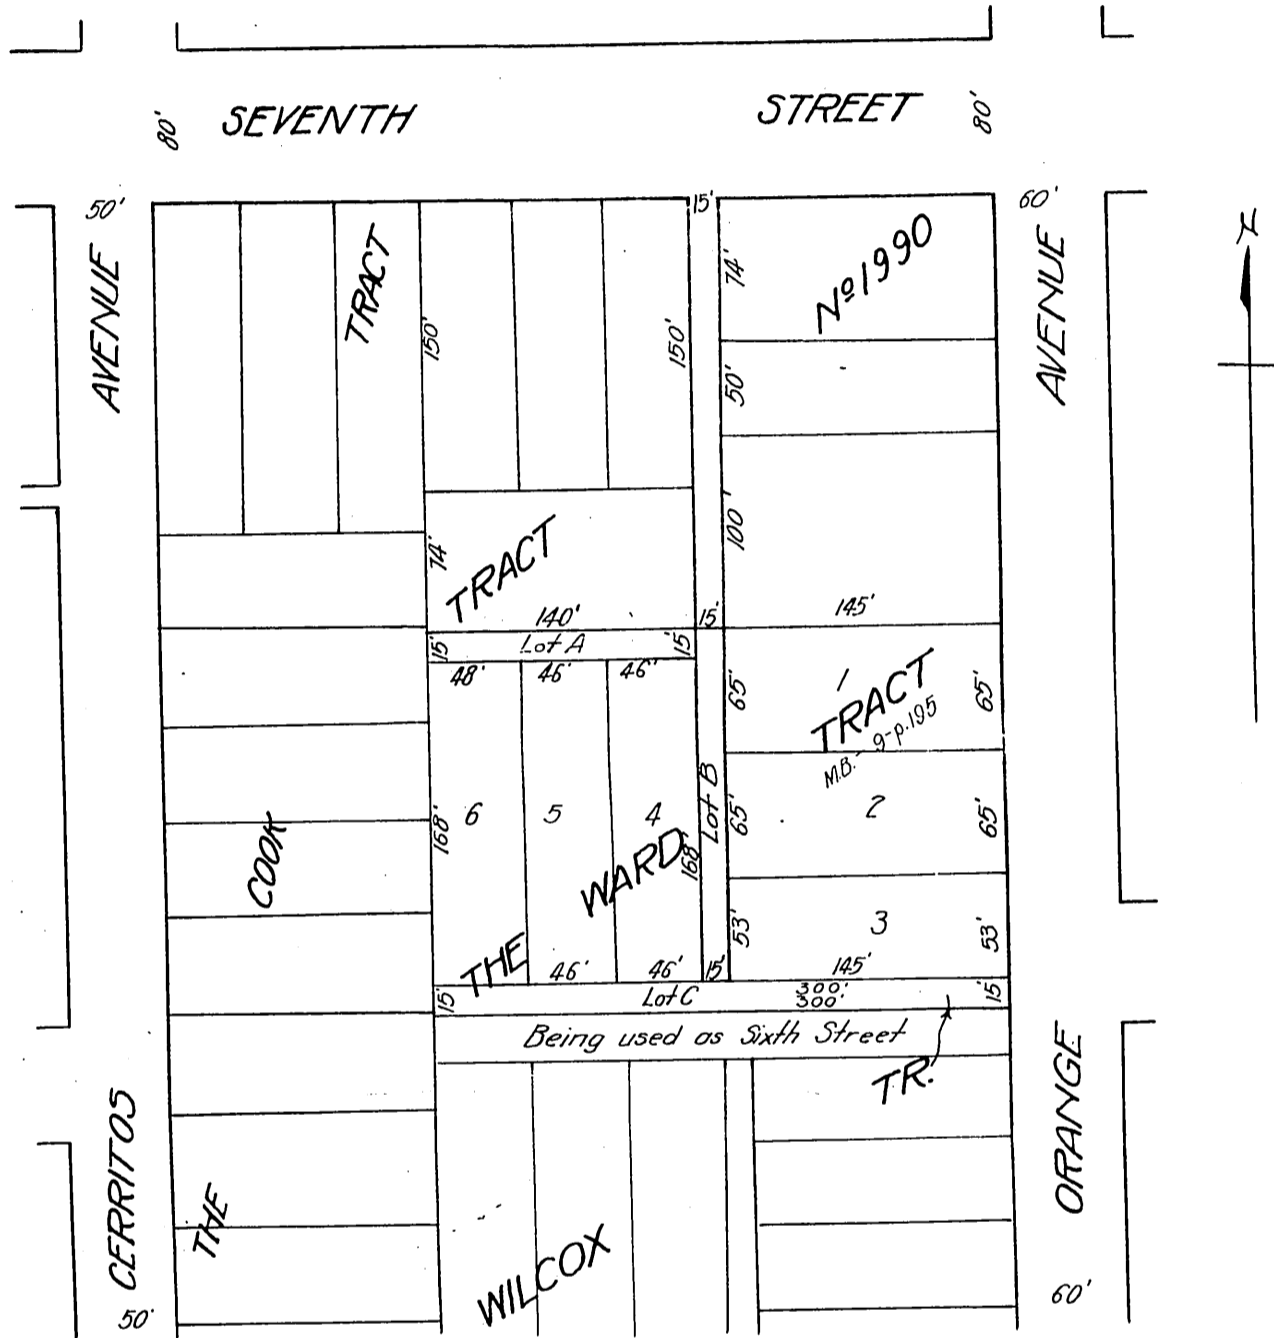 80'
SEVENTH
STREET
80'
50'
15'
60'
AVENUE
TRACT
150'
150'
74'
Nº 1990
AVENUE
50'
100'
74'
TRACT
140'
15'
145'
15'
Lot A
15'
48'
46'
46'
65'
1
TRACT
M.B.- 9-p.195
65'
COOK
168'
6
5
4
WARD
168'
Lot B
65'
2
65'
THE
46'
46'
15'
53'
3
53'
145'
15'
Lot C
300'
300'
15'
Being used as Sixth Street
TR.
CERRITOS
THE
WILCOX
ORANGE
50'
60'